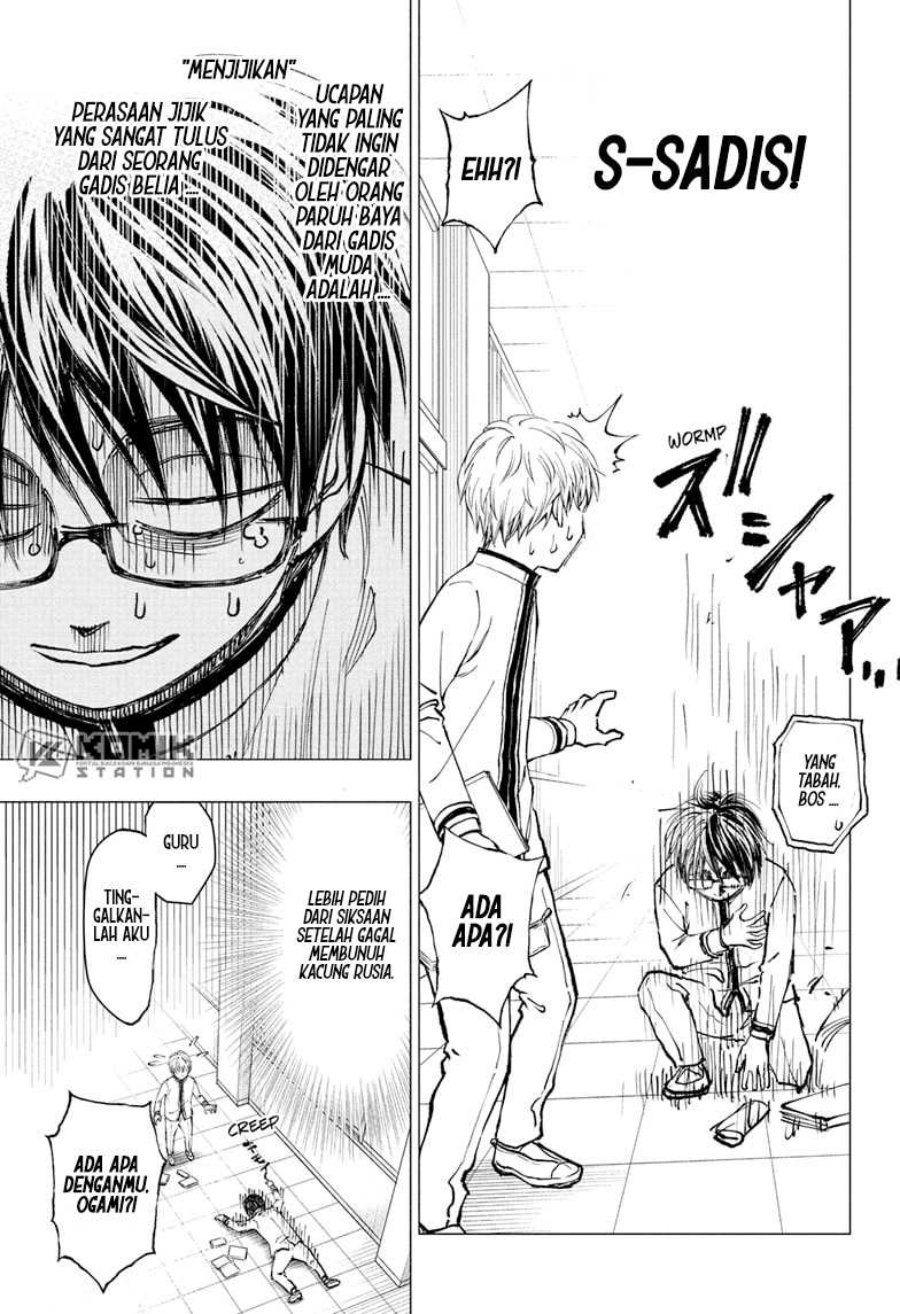 S-SADIS!
EHH?!
WORMP
ズシャァ...
YANG
TABAH,
BOS ....
ADA
APA?!
UCAPAN
YANG PALING
TIDAK INGIN
DIDENGAR
OLEH ORANG
PARUH BAYA
DARI GADIS
MUDA
ADALAH ....
"MENJIJIKAN"
PERASAAN JIJIK
YANG SANGAT TULUS
DARI SEORANG
GADIS BELIA ....
KOMIK
STATION
LEBIH PEDIH
DARI SIKSAAN
SETELAH GAGAL
MEMBUNUH
KACUNG RUSIA.
GURU
....
TING-
GALKAN-
LAH AKU
....
CREEP
ADA APA
DENGANMU,
OGAMI?!